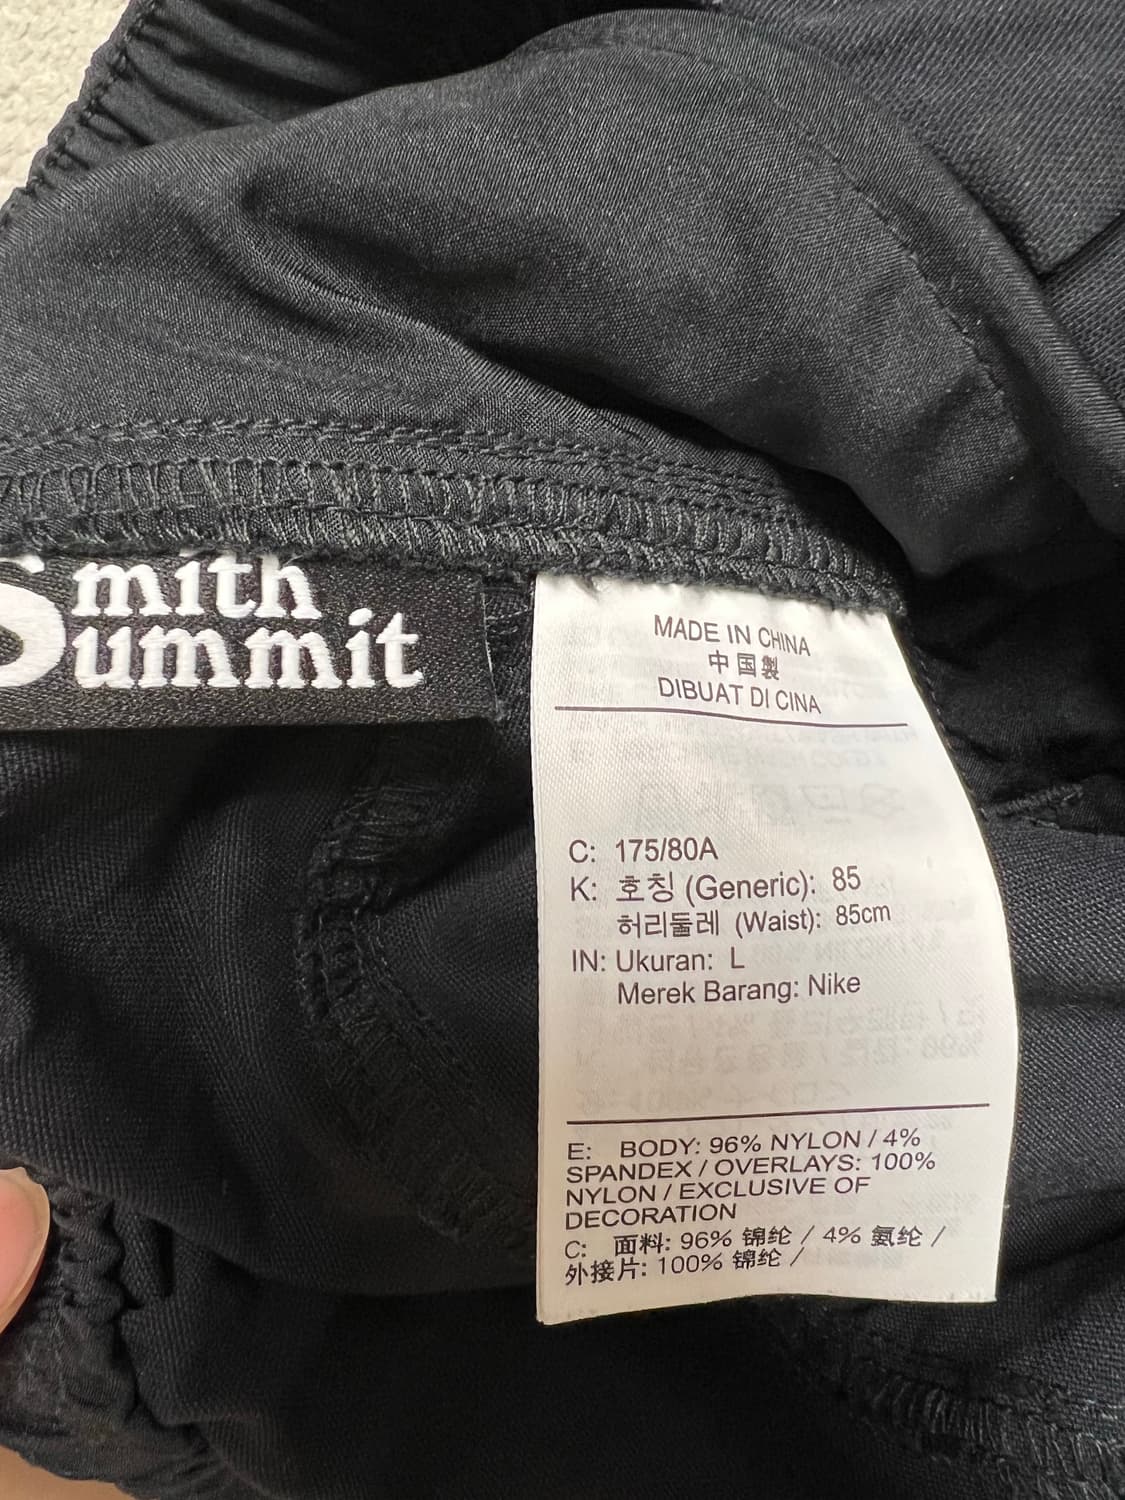 Smith
Summit
MADE IN CHINA
中国製
DIBUAT DI CINA
C: 175/80A
K: 호칭 (Generic): 85
허리둘레 (Waist): 85cm
IN: Ukuran: L
Merek Barang: Nike
E: BODY: 96% NYLON / 4%
SPANDEX / OVERLAYS: 100%
NYLON / EXCLUSIVE OF
DECORATION
C: 面料: 96% 锦纶 / 4% 氨纶 /
外接片: 100% 锦纶 /